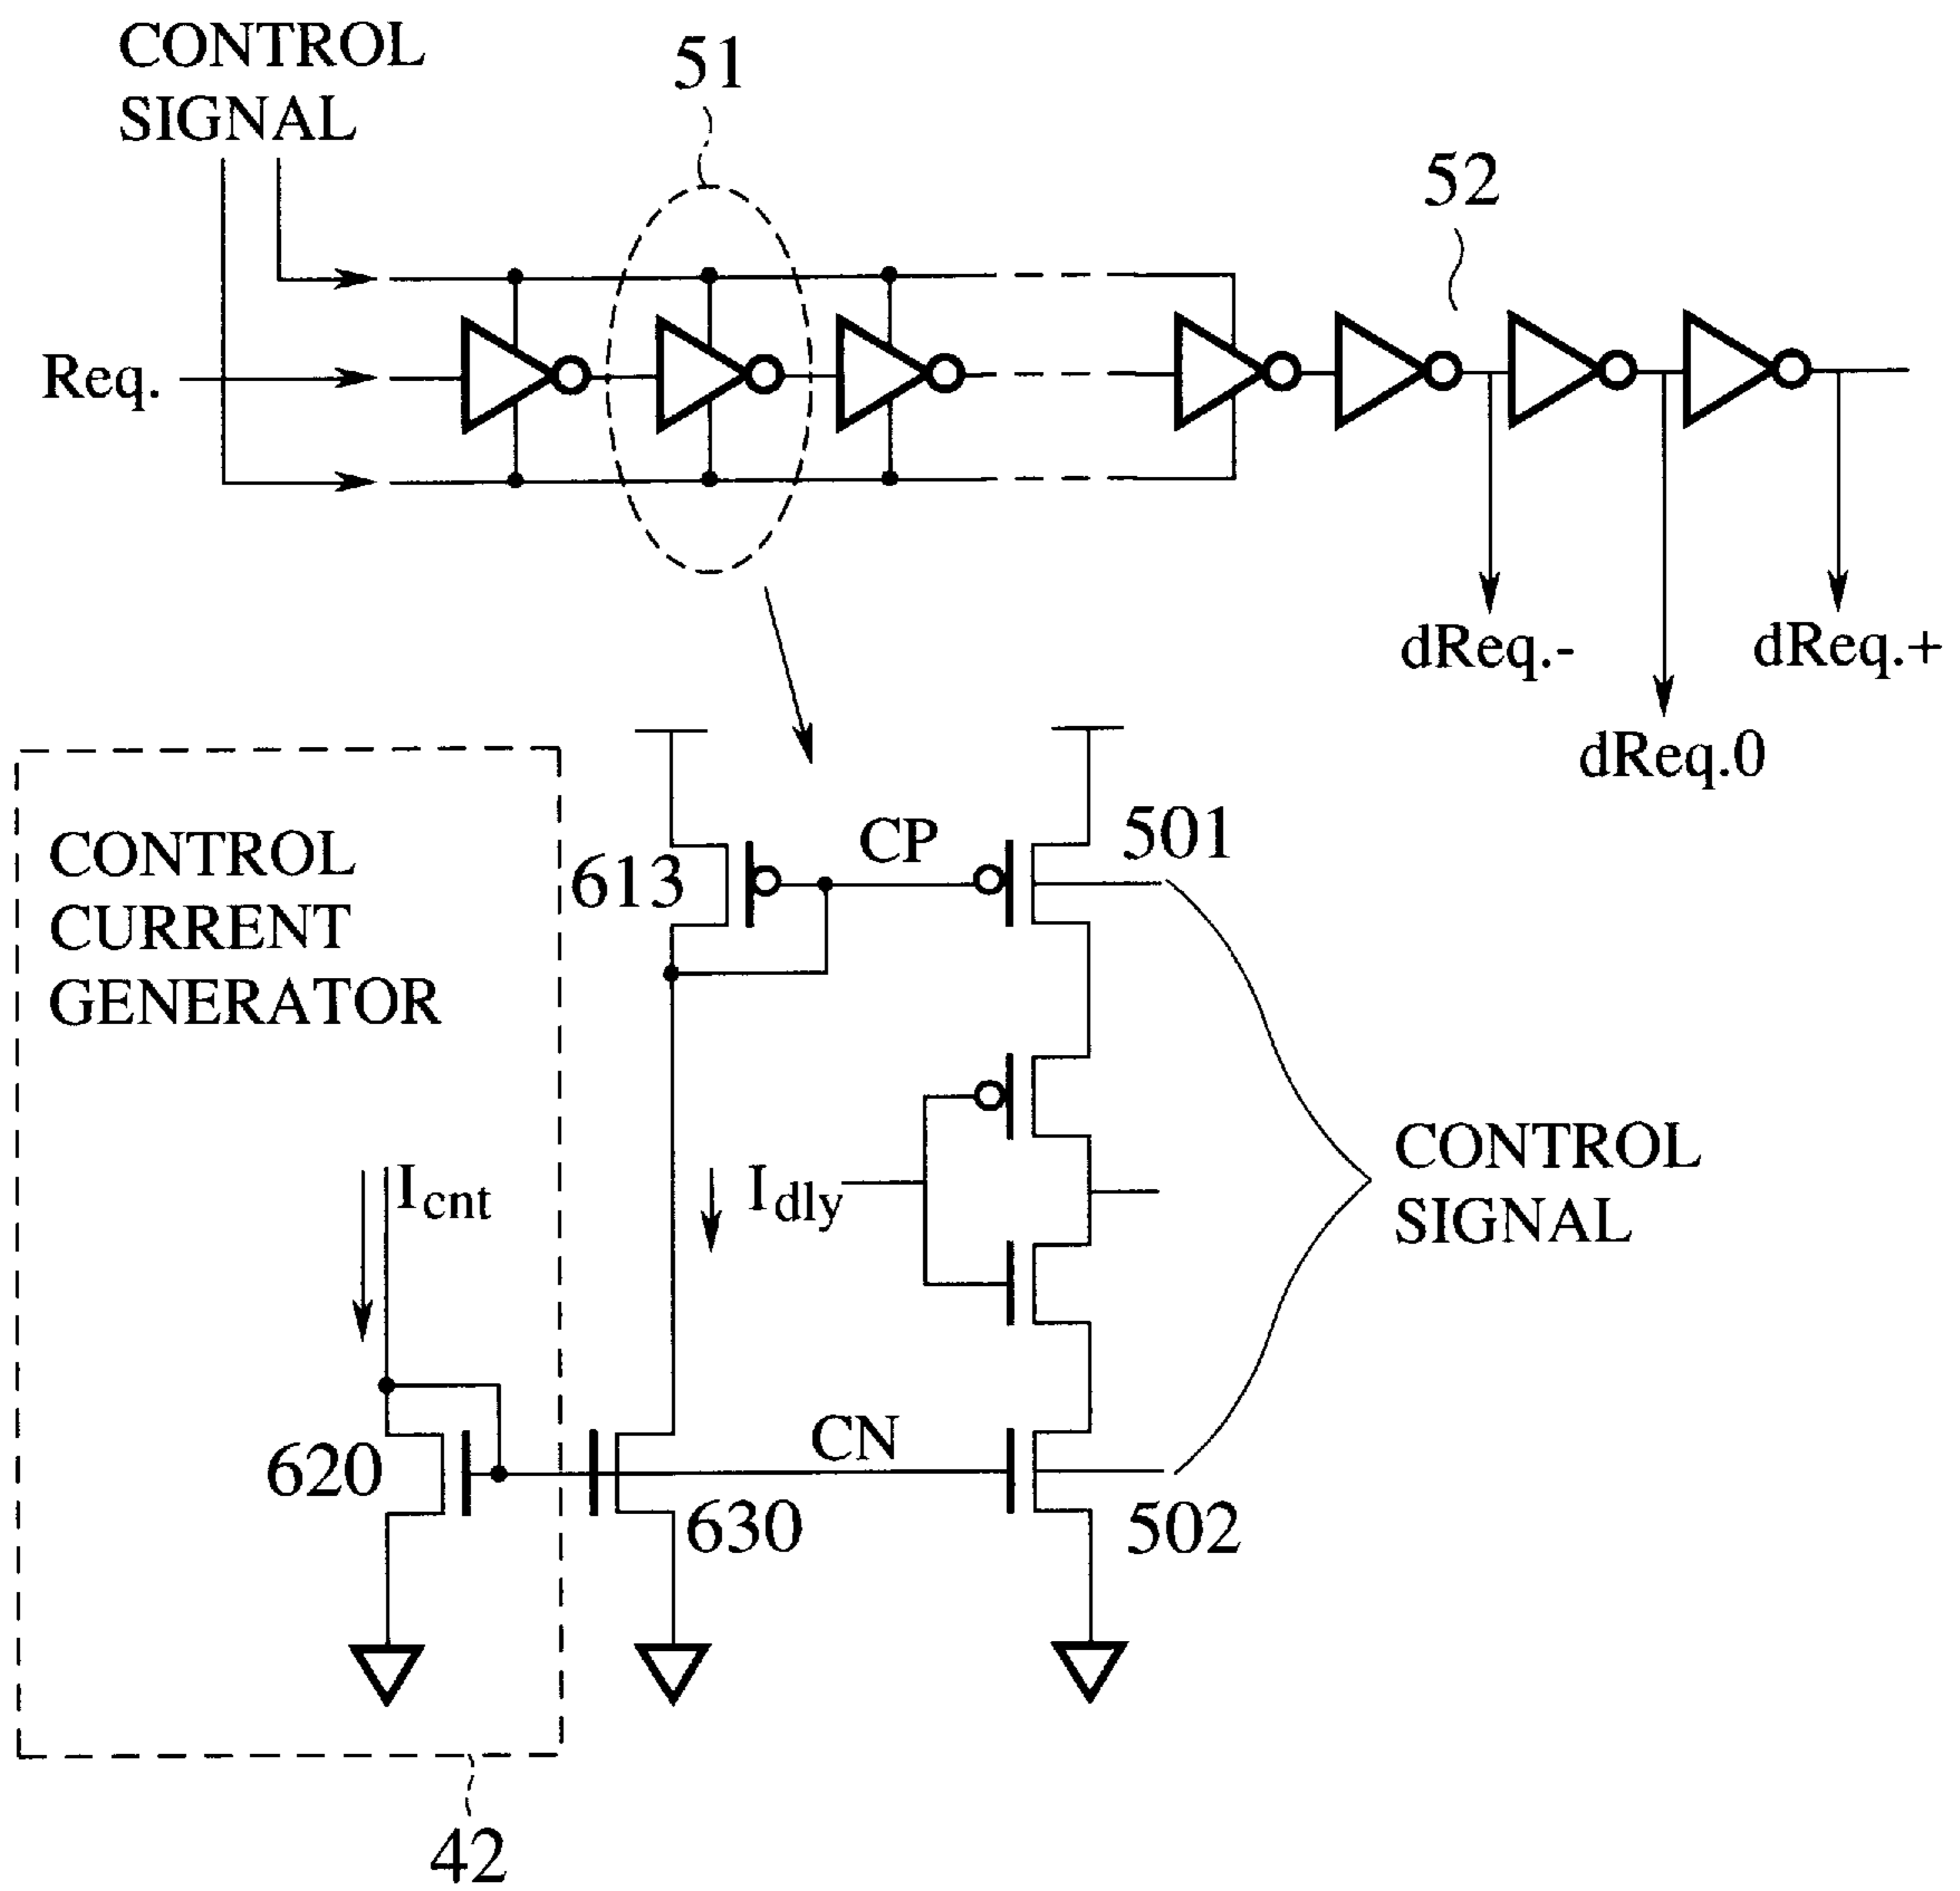 CONTROL
SIGNAL
51
52
Req.
dReq.-
dReq.+
dReq.0
CONTROL
CURRENT
GENERATOR
613
CP
501
Icnt
Idly
CONTROL
SIGNAL
620
CN
630
502
42